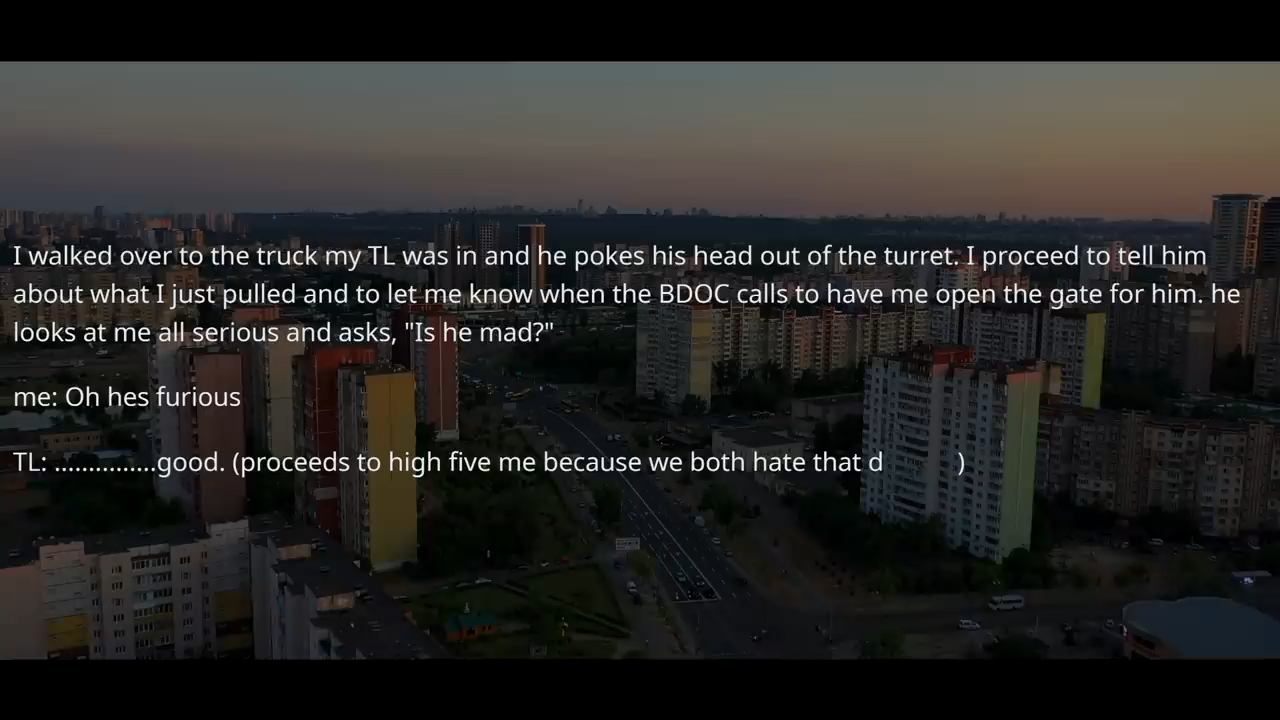 I walked over to the truck my TL was in and he pokes his head out of the turret. I proceed to tell him
about what I just pulled and to let me know when the BDOC calls to have me open the gate for him. he
looks at me all serious and asks, "Is he mad?"
me: Oh hes furious
TL: ...............good. (proceeds to high five me because we both hate that d )